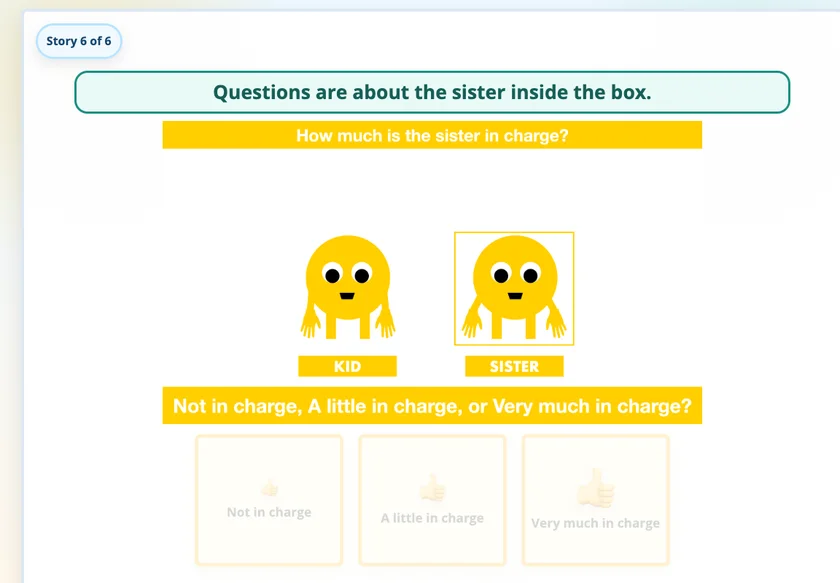 Story 6 of 6
Questions are about the sister inside the box.
How much is the sister in charge?
KID
SISTER
Not in charge, A little in charge, or Very much in charge?
Not in charge
A little in charge
Very much in charge